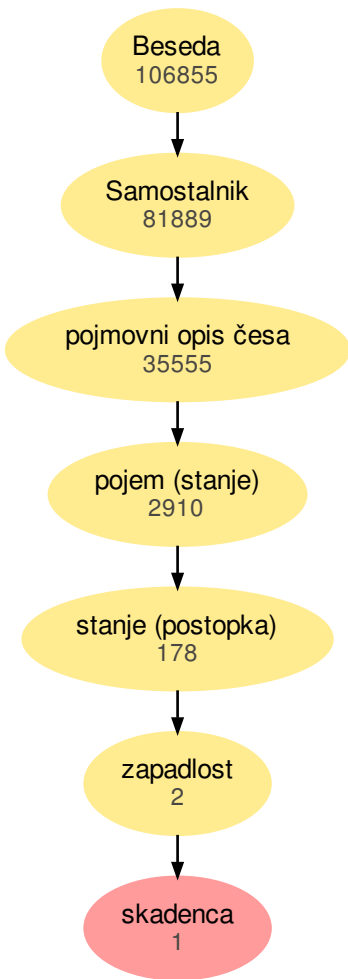 Beseda
106855
Samostalnik
81889
pojmovni opis česa
35555
pojem (stanje)
2910
stanje (postopka)
178
zapadlost
2
skadenca
1